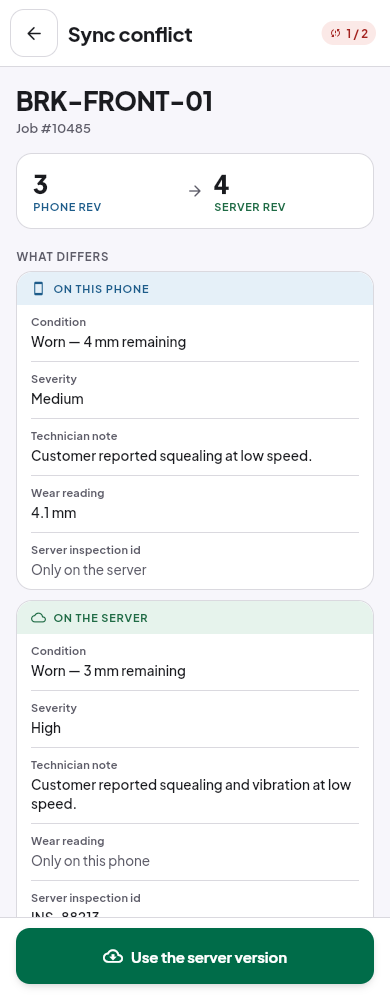 Sync conflict
1 / 2
BRK-FRONT-01
Job #10485
3
PHONE REV
4
SERVER REV
WHAT DIFFERS
ON THIS PHONE
Condition
Worn — 4 mm remaining
Severity
Medium
Technician note
Customer reported squealing at low speed.
Wear reading
4.1 mm
Server inspection id
Only on the server
ON THE SERVER
Condition
Worn — 3 mm remaining
Severity
High
Technician note
Customer reported squealing and vibration at low
speed.
Wear reading
Only on this phone
Server inspection id
INS-88213
Use the server version